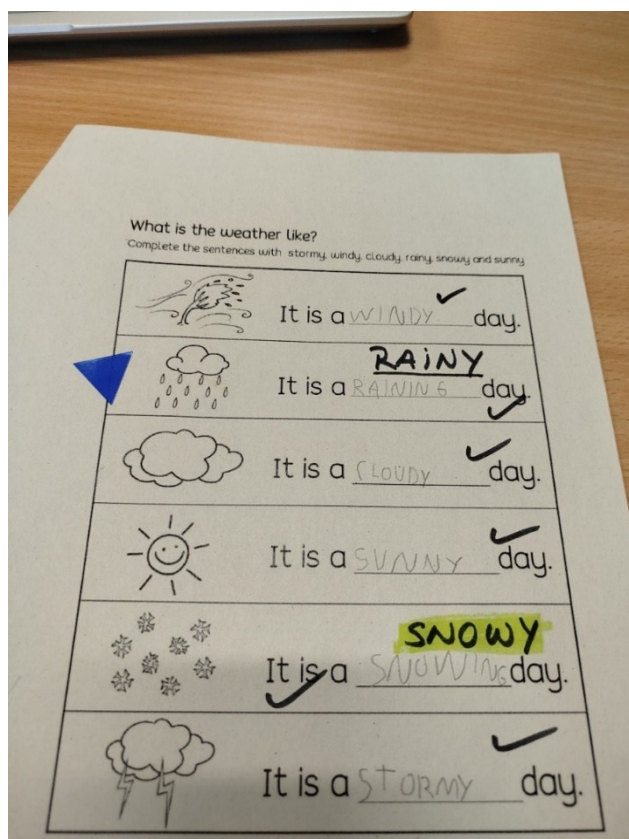 What is the weather like?
Complete the sentences with stormy, windy, cloudy, rainy, snowy and sunny
It is a WINDY day.
RAINY
It is a RAINING day.
It is a CLOUDY day.
It is a SUNNY day.
SNOWY
It is a SNOWING day.
It is a STORMY day.